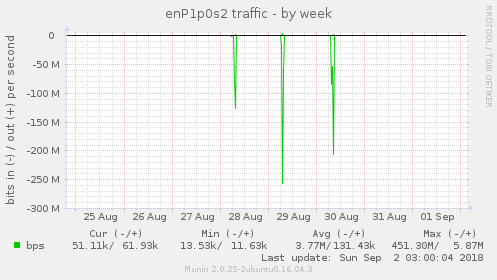 enP1p0s2 traffic - by week
RRDTOOL / TOBI OETIKER
bits in (-) / out (+) per second
0
-50 M
-100 M
-150 M
-200 M
-250 M
-300 M
25 Aug 26 Aug 27 Aug 28 Aug 29 Aug 30 Aug 31 Aug 01 Sep
Cur (-/+) Min (-/+) Avg (-/+) Max (-/+)
bps 51.11k/ 61.93k 13.53k/ 11.63k 3.77M/131.43k 451.30M/ 5.87M
Last update: Sun Sep 2 03:00:04 2018
Munin 2.0.25-2ubuntu0.16.04.3